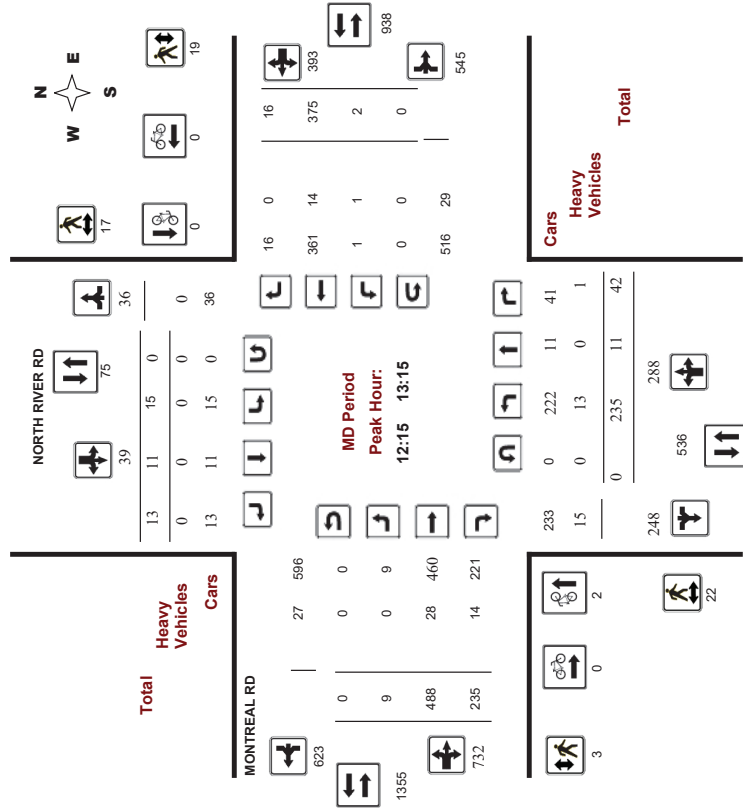 N
W E
S
19
0
0
17
938
393
545
16 0 16
375 14 361
2 1 1
0 0 0
29 516
NORTH RIVER RD
75
39
36
13 11 15 0
0 0 0 0 0
13 11 15 0 36
MD Period
Peak Hour:
12:15 13:15
Total
Heavy
Vehicles
Cars
MONTREAL RD
623
1355
732
27 596
0 0 0
9 0 9
488 28 460
235 14 221
Cars
Heavy
Vehicles
Total
233 0 222 11 41
15 0 13 0 1
0 235 11 42
248
288
536
3
0
2
22